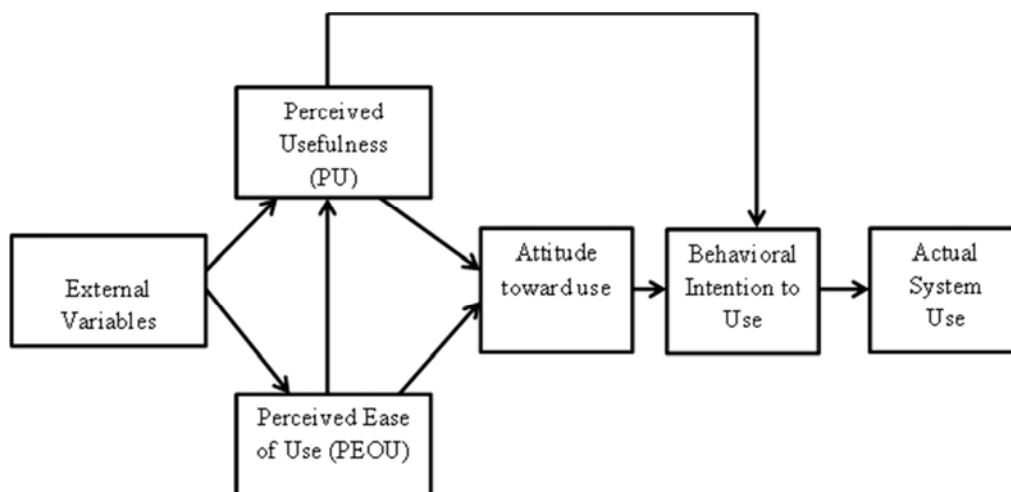 Perceived
Usefulness
(PU)
External
Variables
Perceived Ease
of Use (PEOU)
Attitude
toward use
Behavioral
Intention to
Use
Actual
System
Use